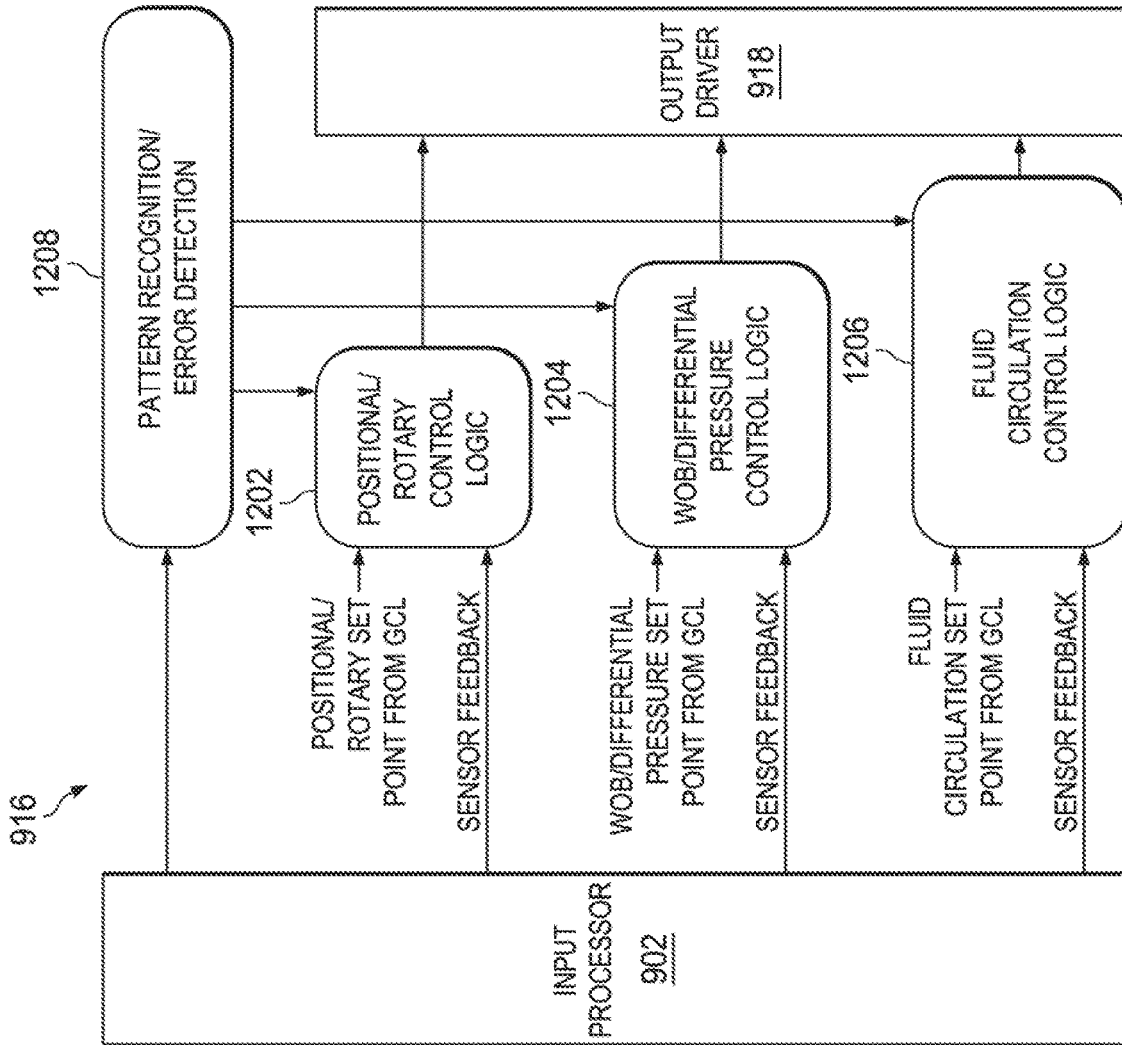 916
INPUT
PROCESSOR
902
1208
PATTERN RECOGNITION/
ERROR DETECTION
POSITIONAL/
ROTARY SET
POINT FROM GCL
SENSOR FEEDBACK
1202
POSITIONAL/
ROTARY
CONTROL
LOGIC
WOB/DIFFERENTIAL
PRESSURE SET
POINT FROM GCL
SENSOR FEEDBACK
1204
WOB/DIFFERENTIAL
PRESSURE
CONTROL LOGIC
FLUID
CIRCULATION SET
POINT FROM GCL
SENSOR FEEDBACK
1206
FLUID
CIRCULATION
CONTROL LOGIC
OUTPUT
DRIVER
918